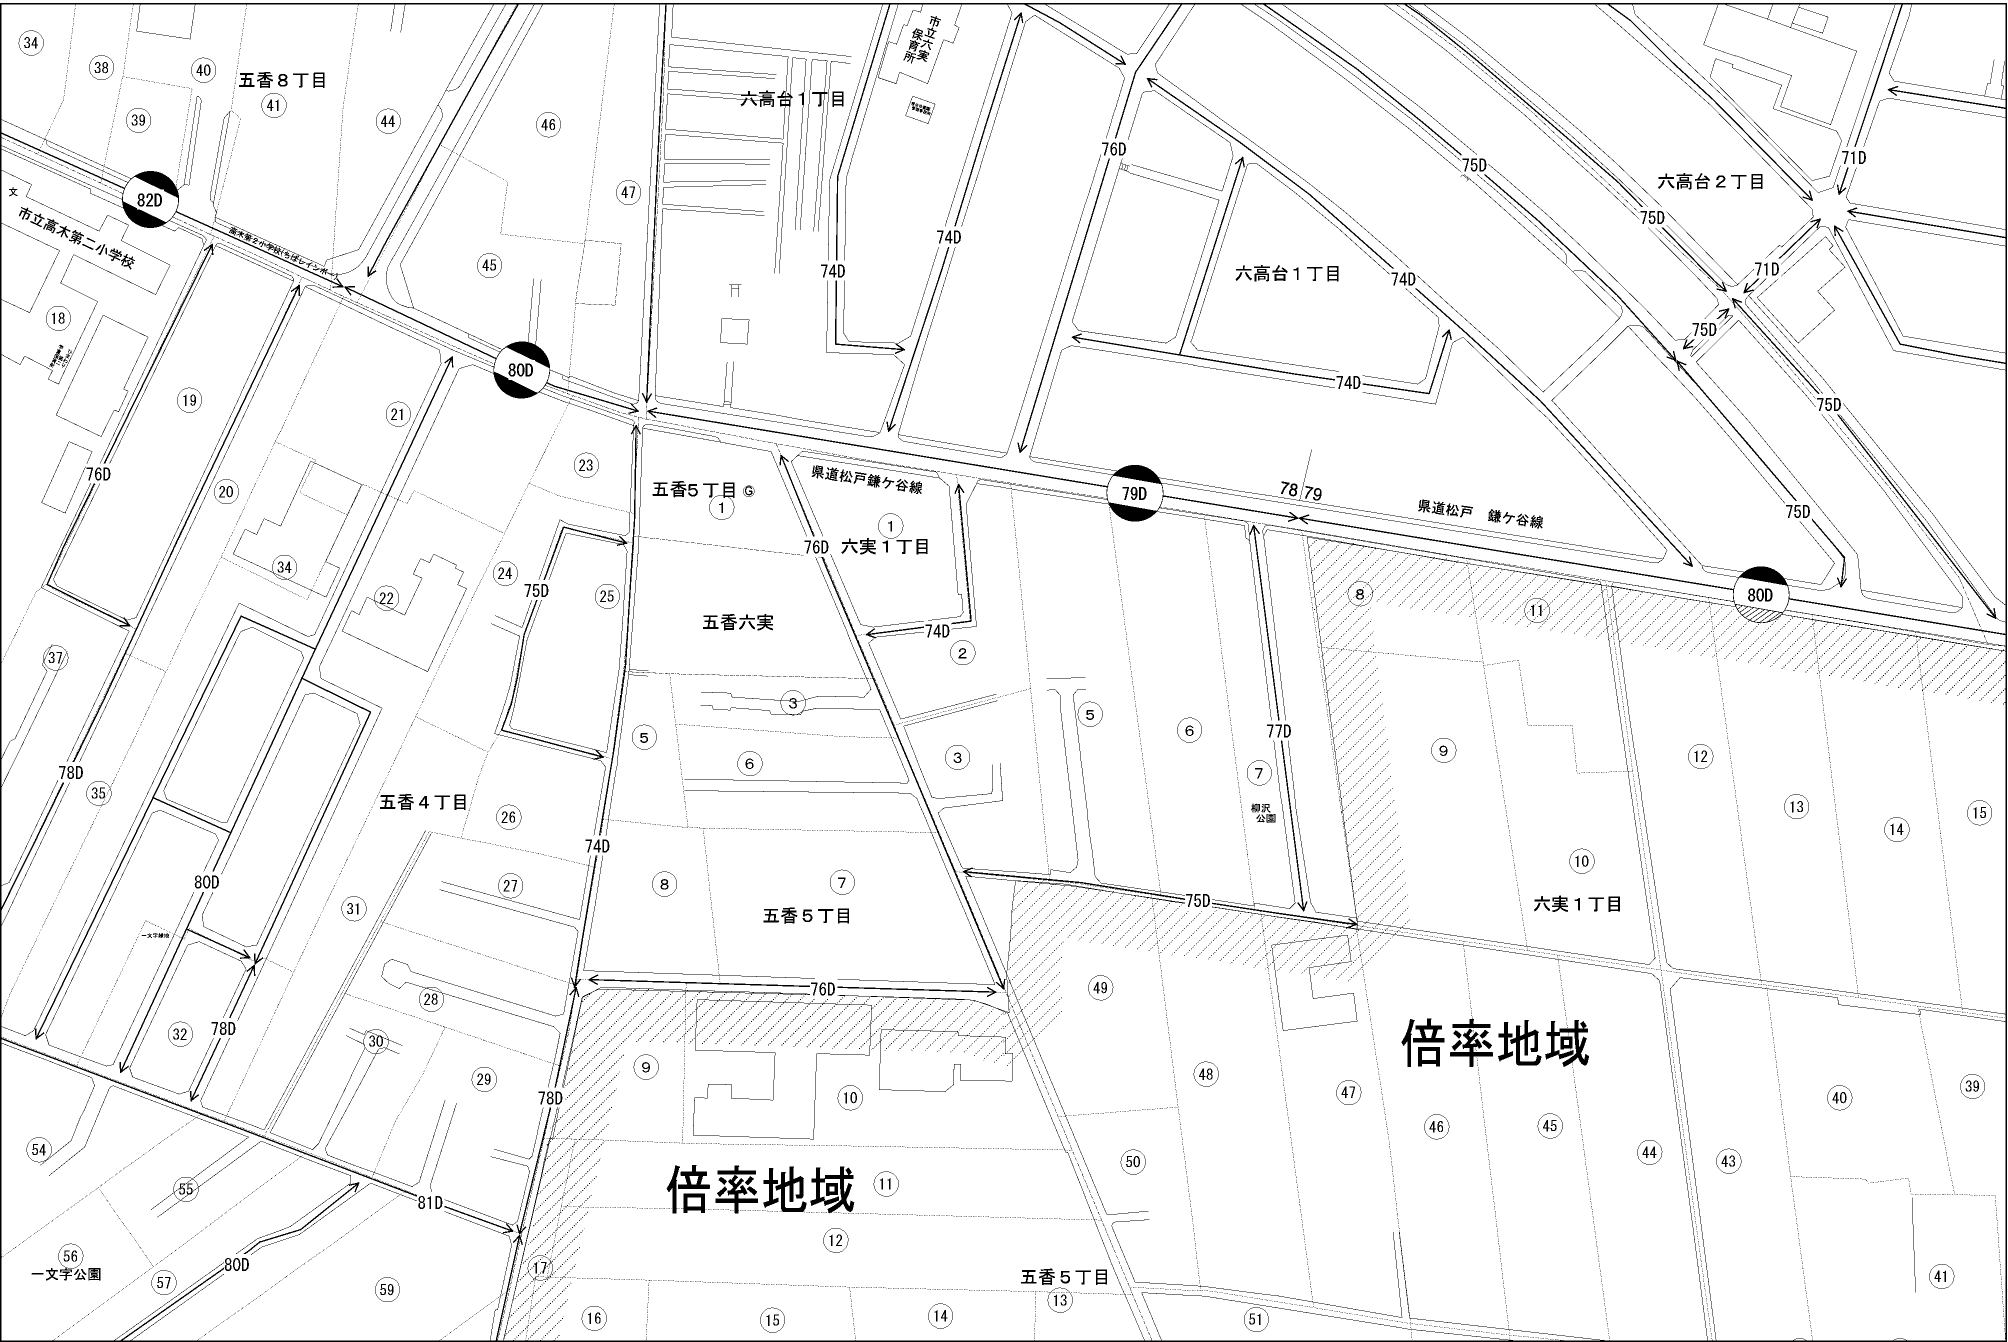 34
38
40
五香８丁目
41
39
44
46
47
82D
文
市立高木第二小学校
45
18
80D
19
21
20
76D
34
22
23
24
75D
25
37
78D
35
五香４丁目
26
80D
27
31
74D
28
32
78D
30
29
78D
81D
54
55
56
一文字公園
57
80D
59
六高台１丁目
市立六実
保育所
74D
74D
76D
六高台１丁目
74D
74D
75D
六高台２丁目
75D
71D
71D
75D
75D
75D
79D
78
79
県道松戸鎌ケ谷線
県道松戸　鎌ケ谷線
80D
五香５丁目
G
1
76D
1
六実１丁目
五香六実
74D
2
3
5
6
3
5
6
77D
7
柳沢
公園
8
11
9
12
13
14
15
10
六実１丁目
8
7
五香５丁目
75D
76D
9
10
49
倍率地域
48
47
46
45
44
43
40
39
41
50
倍率地域
11
12
17
16
15
14
五香５丁目
13
51